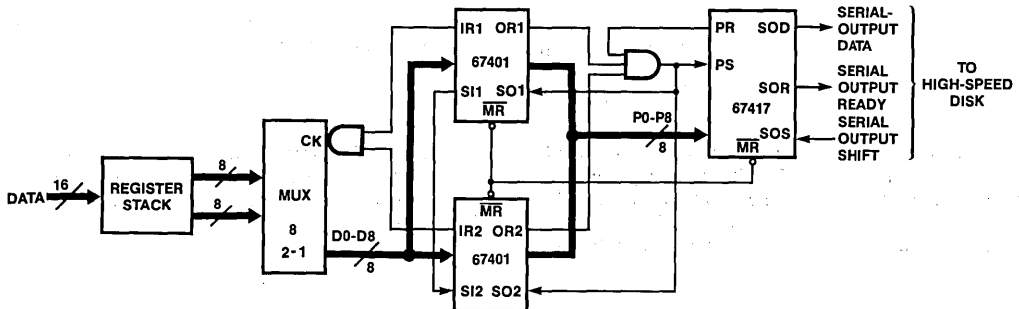 DATA
16
REGISTER
STACK
8
8
CK
MUX
8
2-1
D0-D8
8
IR1 OR1
67401
SI1 SO1
MR
MR
IR2 OR2
67401
SI2 SO2
P0-P8
8
PR SOD
PS
SOR
67417
SOS
MR
SERIAL-
OUTPUT
DATA
SERIAL
OUTPUT
READY
SERIAL
OUTPUT
SHIFT
TO
HIGH-SPEED
DISK